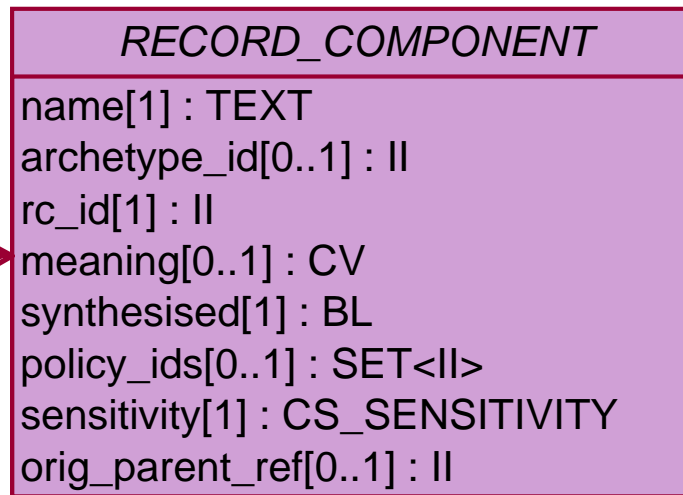 RECORD_COMPONENT
name[1] : TEXT
archetype_id[0..1] : II
rc_id[1] : II
meaning[0..1] : CV
synthesised[1] : BL
policy_ids[0..1] : SET<II>
sensitivity[1] : CS_SENSITIVITY
orig_parent_ref[0..1] : II